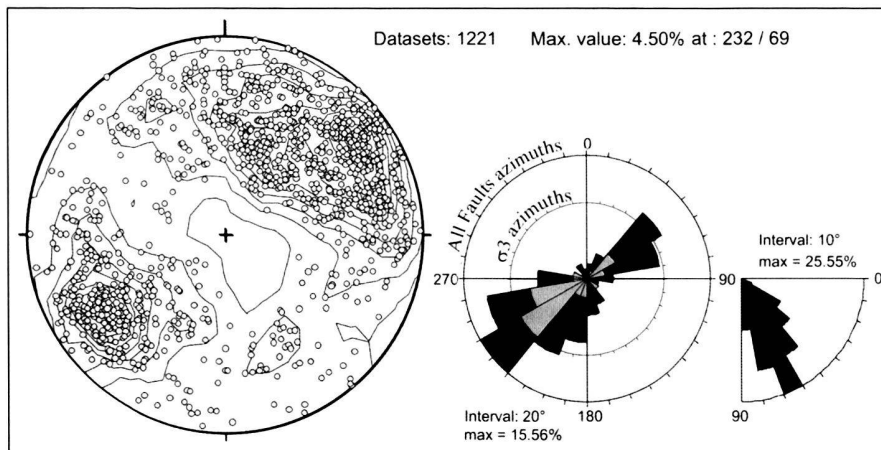 Datasets: 1221 Max. value: 4.50% at : 232 / 69
All Faults azimuths
σ3 azimuths
0
270
90
180
Interval: 20°
max = 15.56%
Interval: 10°
max = 25.55%
0
90